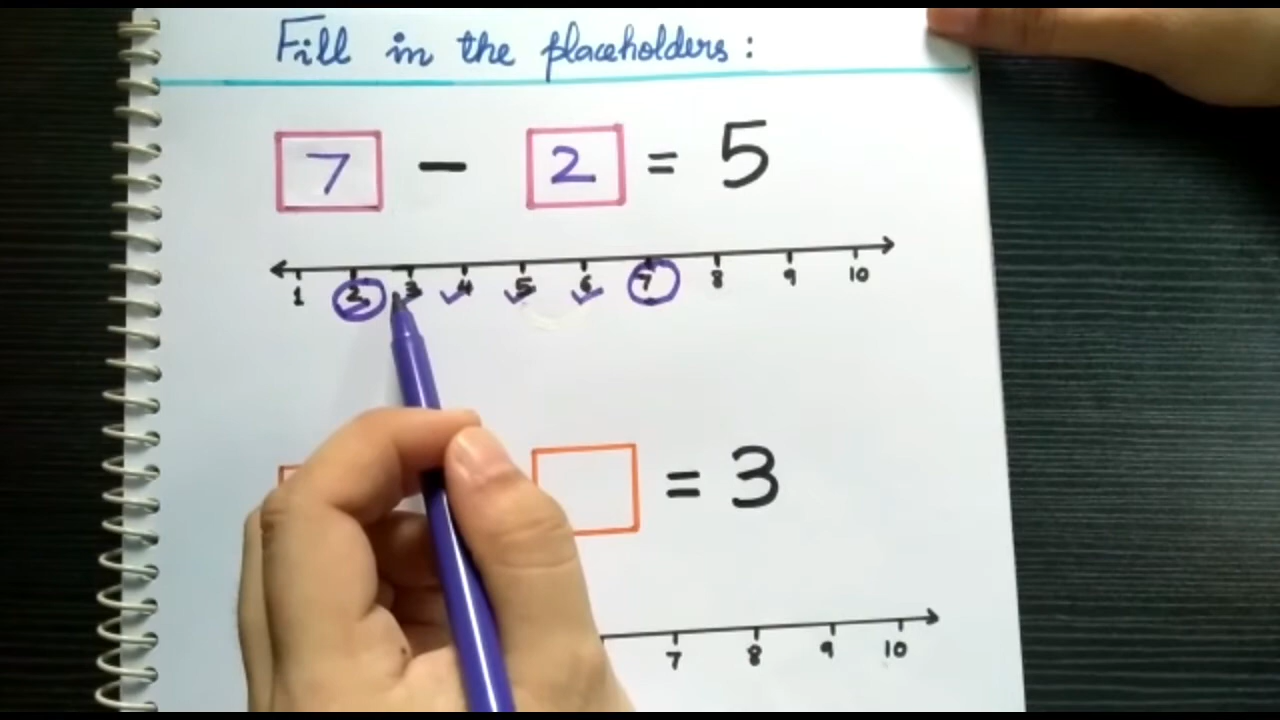 Fill in the placeholders:
7 - 2 = 5
1 2 3 4 5 6 7 8 9 10
= 3
7 8 9 10